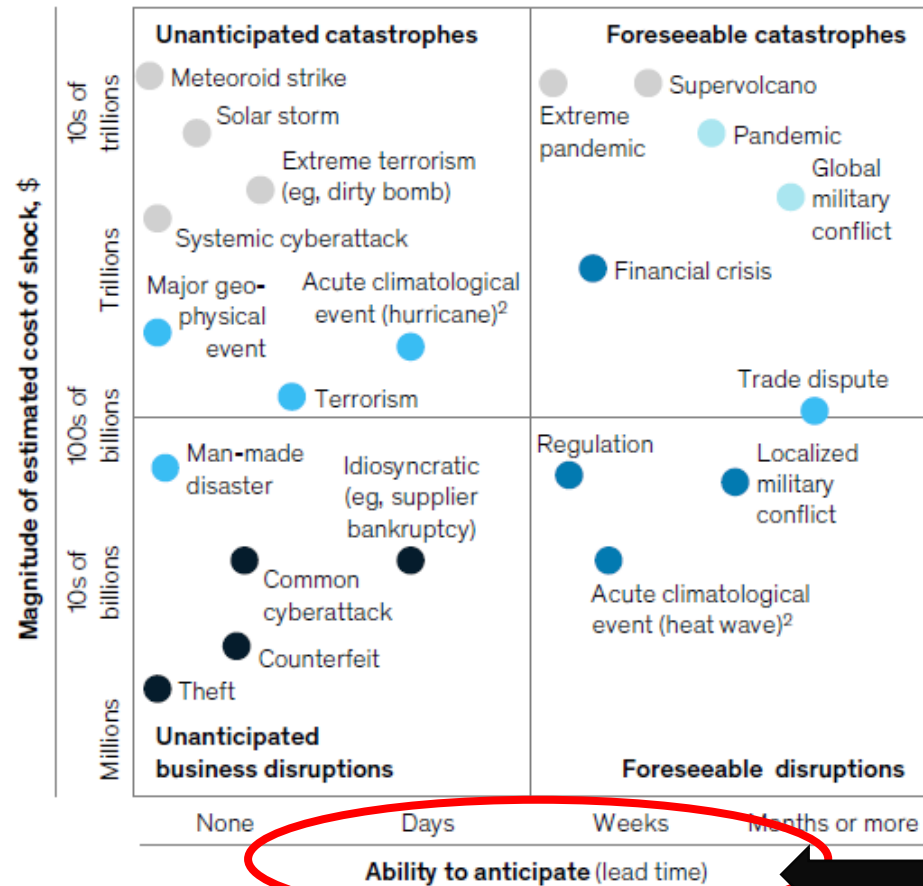 Unanticipated catastrophes
Foreseeable catastrophes
Magnitude of estimated cost of shock, $
10s of
trillions
Trillions
100s of
billions
10s of
billions
Millions
Meteoroid strike
Solar storm
Extreme terrorism
(eg, dirty bomb)
Systemic cyberattack
Major geo-
physical
event
Acute climatological
event (hurricane)²
Terrorism
Extreme
pandemic
Supervolcano
Pandemic
Global
military
conflict
Financial crisis
Trade dispute
Man-made
disaster
Idiosyncratic
(eg, supplier
bankruptcy)
Common
cyberattack
Counterfeit
Theft
Unanticipated
business disruptions
Regulation
Localized
military
conflict
Acute climatological
event (heat wave)²
Foreseeable disruptions
None
Days
Weeks
Months or more
Ability to anticipate (lead time)